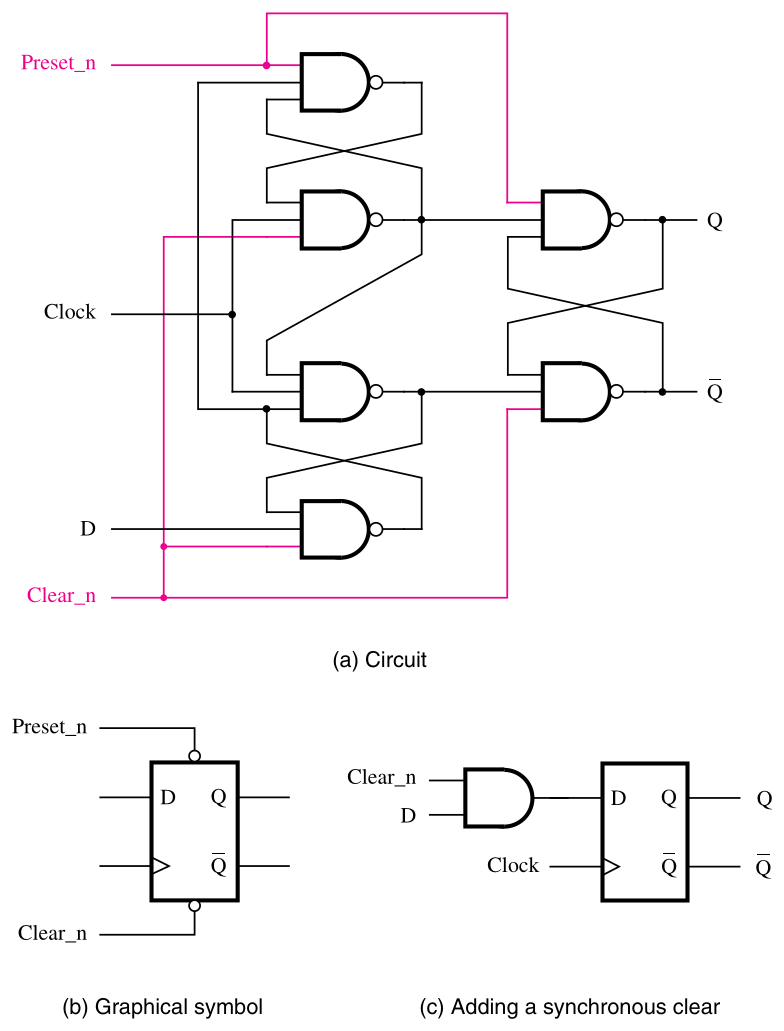 Preset_n
Q
Clock
Q̅
D
Clear_n
(a) Circuit
Preset_n
D Q
Q̅
Clear_n
Clear_n
D
D Q Q
Clock Q̅ Q̅
(b) Graphical symbol
(c) Adding a synchronous clear